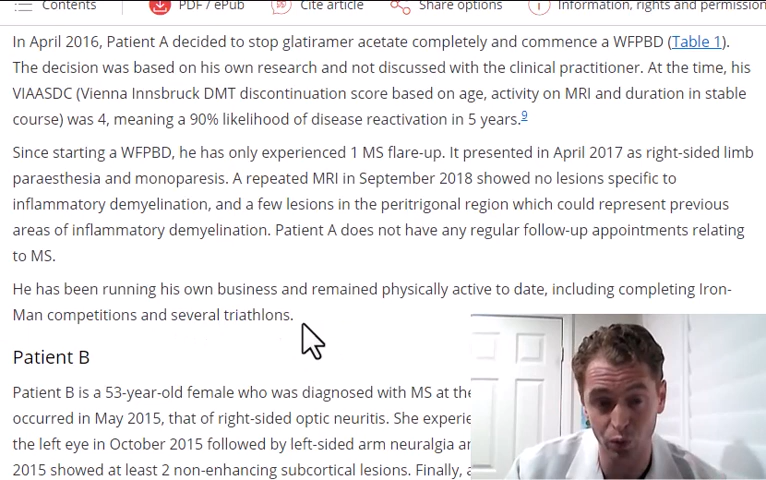 Contents PDF / ePub Cite article Share options Information, rights and permission
In April 2016, Patient A decided to stop glatiramer acetate completely and commence a WFPBD (Table 1).
The decision was based on his own research and not discussed with the clinical practitioner. At the time, his
VIAASDC (Vienna Innsbruck DMT discontinuation score based on age, activity on MRI and duration in stable
course) was 4, meaning a 90% likelihood of disease reactivation in 5 years.9
Since starting a WFPBD, he has only experienced 1 MS flare-up. It presented in April 2017 as right-sided limb
paraesthesia and monoparesis. A repeated MRI in September 2018 showed no lesions specific to
inflammatory demyelination, and a few lesions in the peritrigonal region which could represent previous
areas of inflammatory demyelination. Patient A does not have any regular follow-up appointments relating
to MS.
He has been running his own business and remained physically active to date, including completing Iron-
Man competitions and several triathlons.
Patient B
Patient B is a 53-year-old female who was diagnosed with MS at the
occurred in May 2015, that of right-sided optic neuritis. She experie
the left eye in October 2015 followed by left-sided arm neuralgia ar
2015 showed at least 2 non-enhancing subcortical lesions. Finally, a